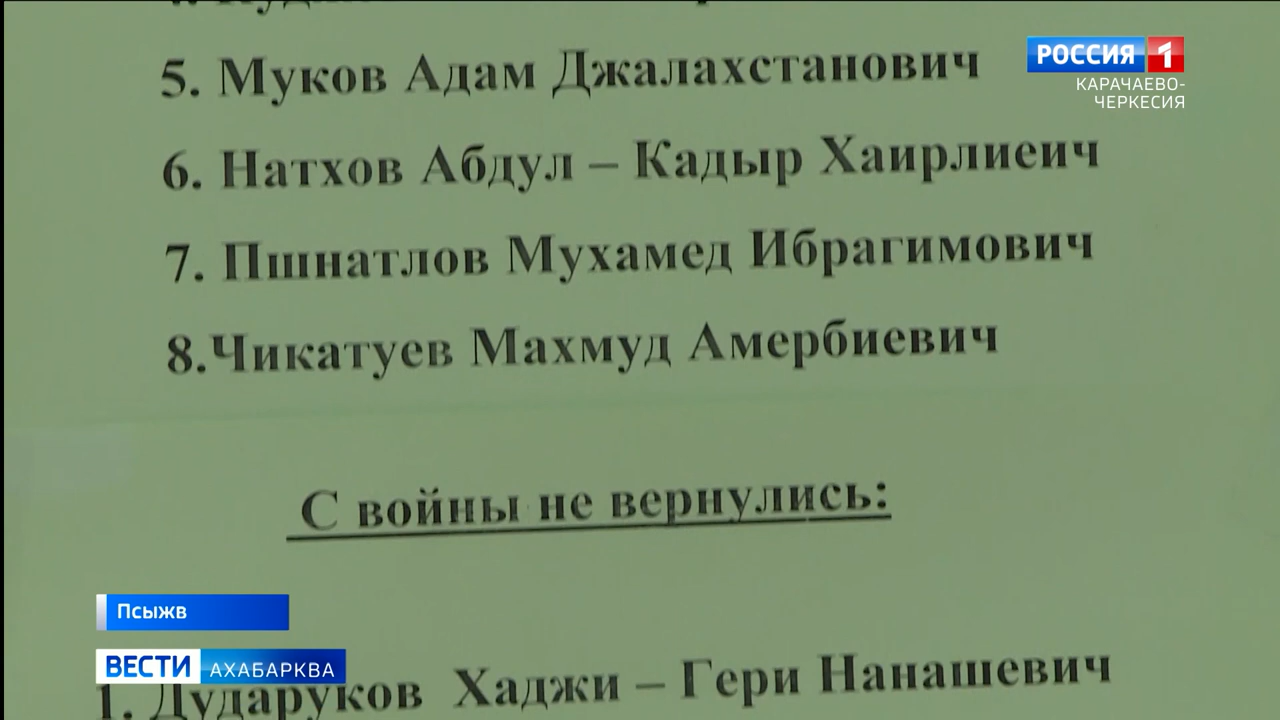 5. Муков Адам Джалахстанович
РОССИЯ 1
КАРАЧАЕВО-
ЧЕРКЕСИЯ
6. Натхов Абдул – Кадыр Хаирлиеич
7. Пшнатлов Мухамед Ибрагимович
8.Чикатуев Махмуд Амербиевич
С войны не вернулись:
Псыжв
ВЕСТИ АХАБАРКВА
1. Дударуков Хаджи – Гери Нанашевич